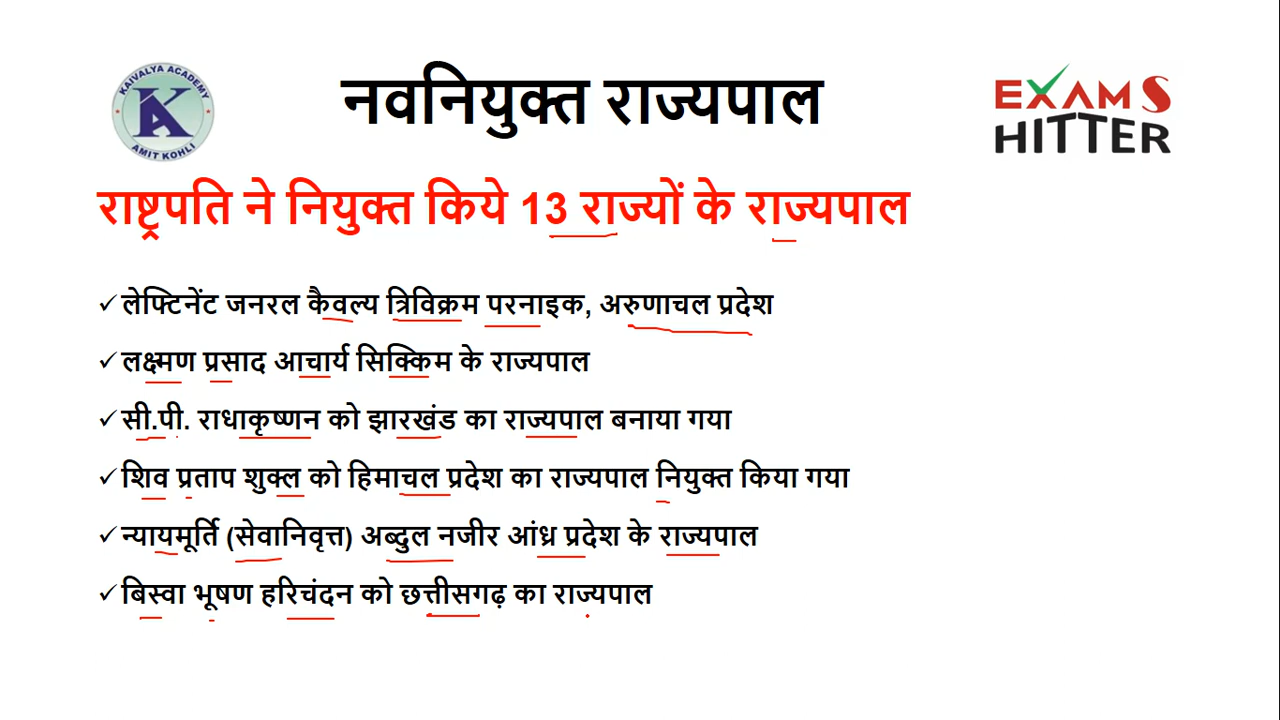 KAIVALYA ACADEMY
KA
AMIT KOHLI
नवनियुक्त राज्यपाल
EXAMS
HITTER
राष्ट्रपति ने नियुक्त किये 13 राज्यों के राज्यपाल
✓ लेफ्टिनेंट जनरल कैवल्य त्रिविक्रम परनाइक, अरुणाचल प्रदेश
✓ लक्ष्मण प्रसाद आचार्य सिक्किम के राज्यपाल
✓ सी.पी. राधाकृष्णन को झारखंड का राज्यपाल बनाया गया
✓ शिव प्रताप शुक्ल को हिमाचल प्रदेश का राज्यपाल नियुक्त किया गया
✓ न्यायमूर्ति (सेवानिवृत्त) अब्दुल नजीर आंध्र प्रदेश के राज्यपाल
✓ बिस्वा भूषण हरिचंदन को छत्तीसगढ़ का राज्यपाल